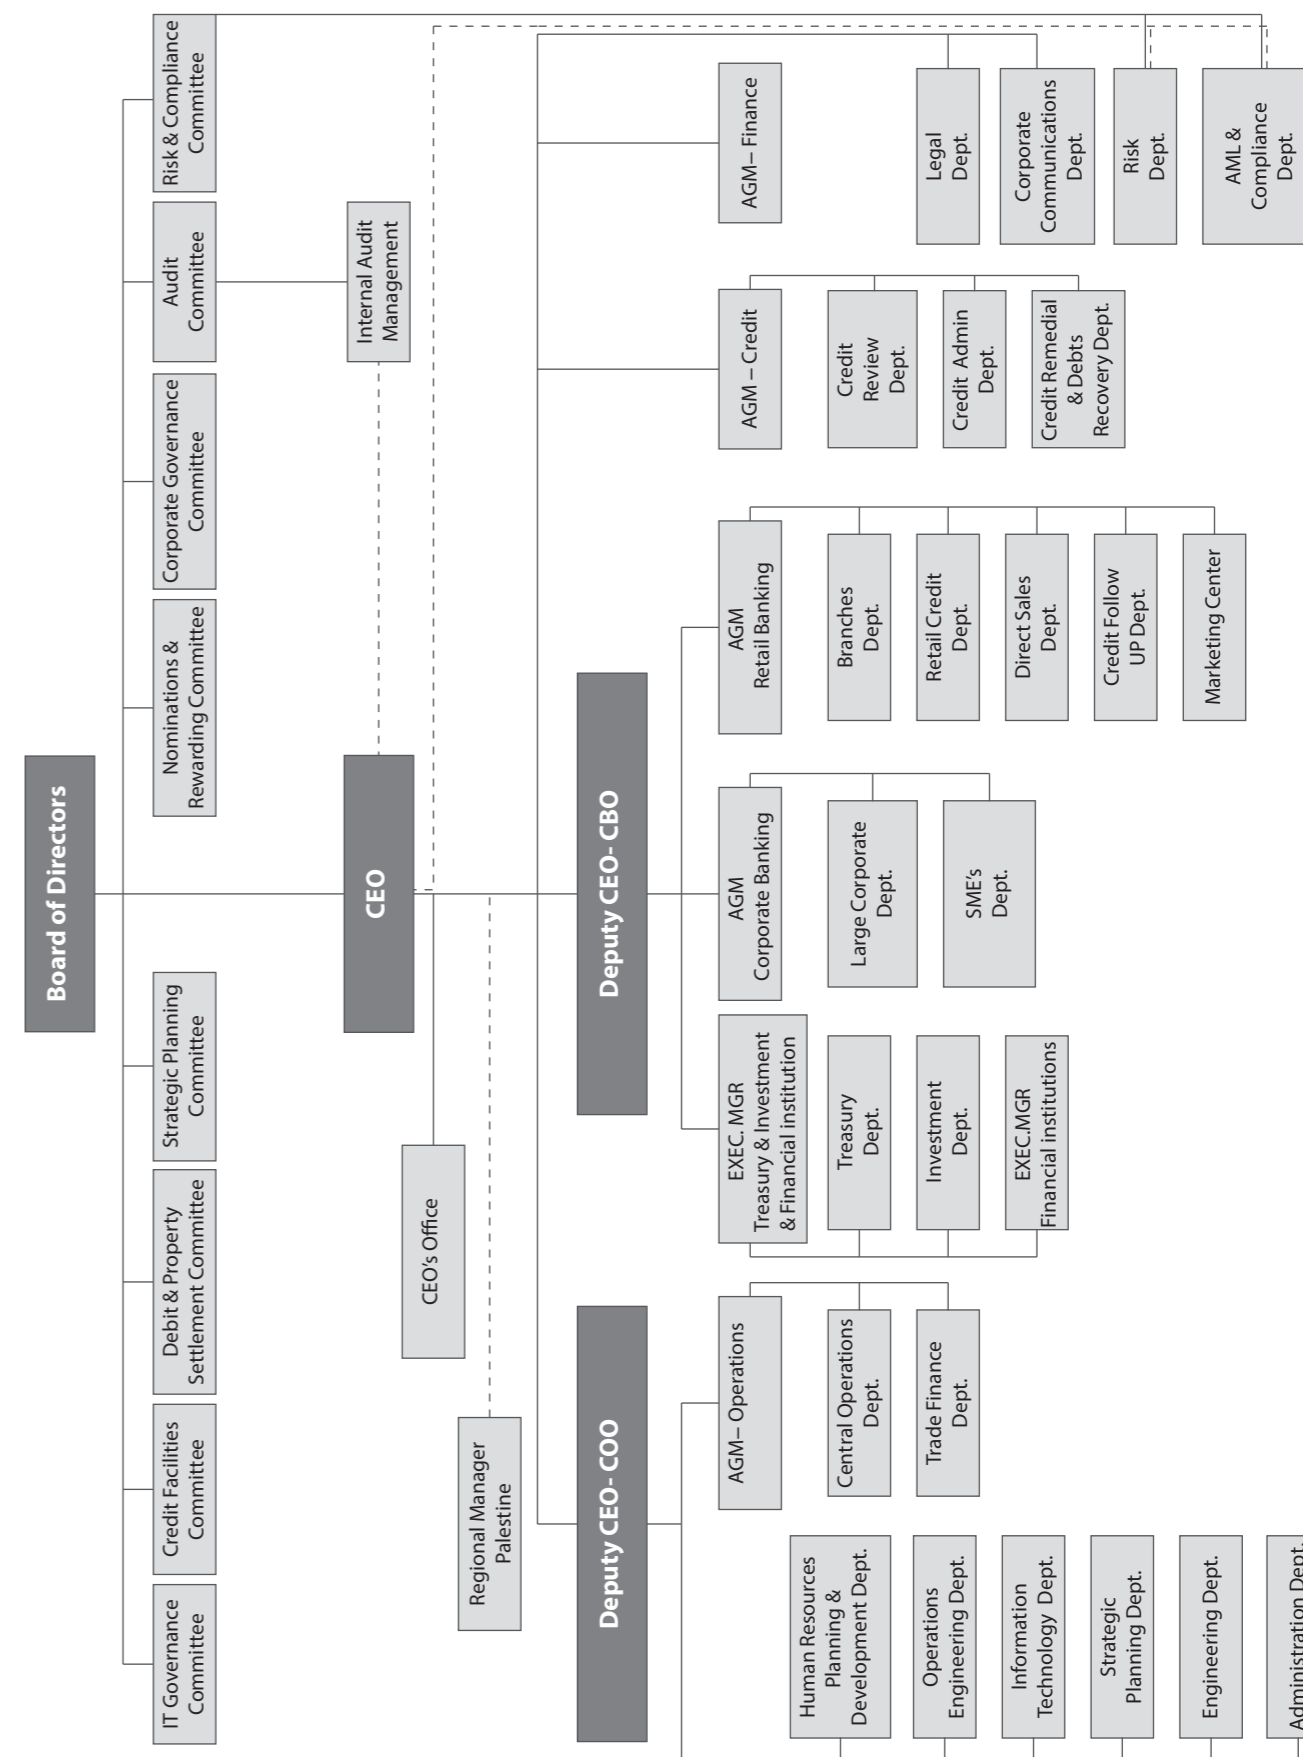 Board of Directors
IT Governance
Committee
Credit Facilities
Committee
Debit & Property
Settlement Committee
Strategic Planning
Committee
Nominations &
Rewarding Committee
Corporate Governance
Committee
Audit
Committee
Risk & Compliance
Committee
CEO
Internal Audit
Management
CEO's Office
Regional Manager
Palestine
Deputy CEO- COO
Deputy CEO- CBO
AGM– Operations
Central Operations
Dept.
Trade Finance
Dept.
Human Resources
Planning &
Development Dept.
Operations
Engineering Dept.
Information
Technology Dept.
Strategic
Planning Dept.
Engineering Dept.
Administration Dept.
EXEC. MGR
Treasury & Investment
& Financial institution
Treasury
Dept.
Investment
Dept.
EXEC.MGR
Financial institutions
AGM
Corporate Banking
Large Corporate
Dept.
SME's
Dept.
AGM
Retail Banking
Branches
Dept.
Retail Credit
Dept.
Direct Sales
Dept.
Credit Follow
UP Dept.
Marketing Center
AGM – Credit
Credit
Review
Dept.
Credit Admin
Dept.
Credit Remedial
& Debts
Recovery Dept.
AGM– Finance
Legal
Dept.
Corporate
Communications
Dept.
Risk
Dept.
AML &
Compliance
Dept.